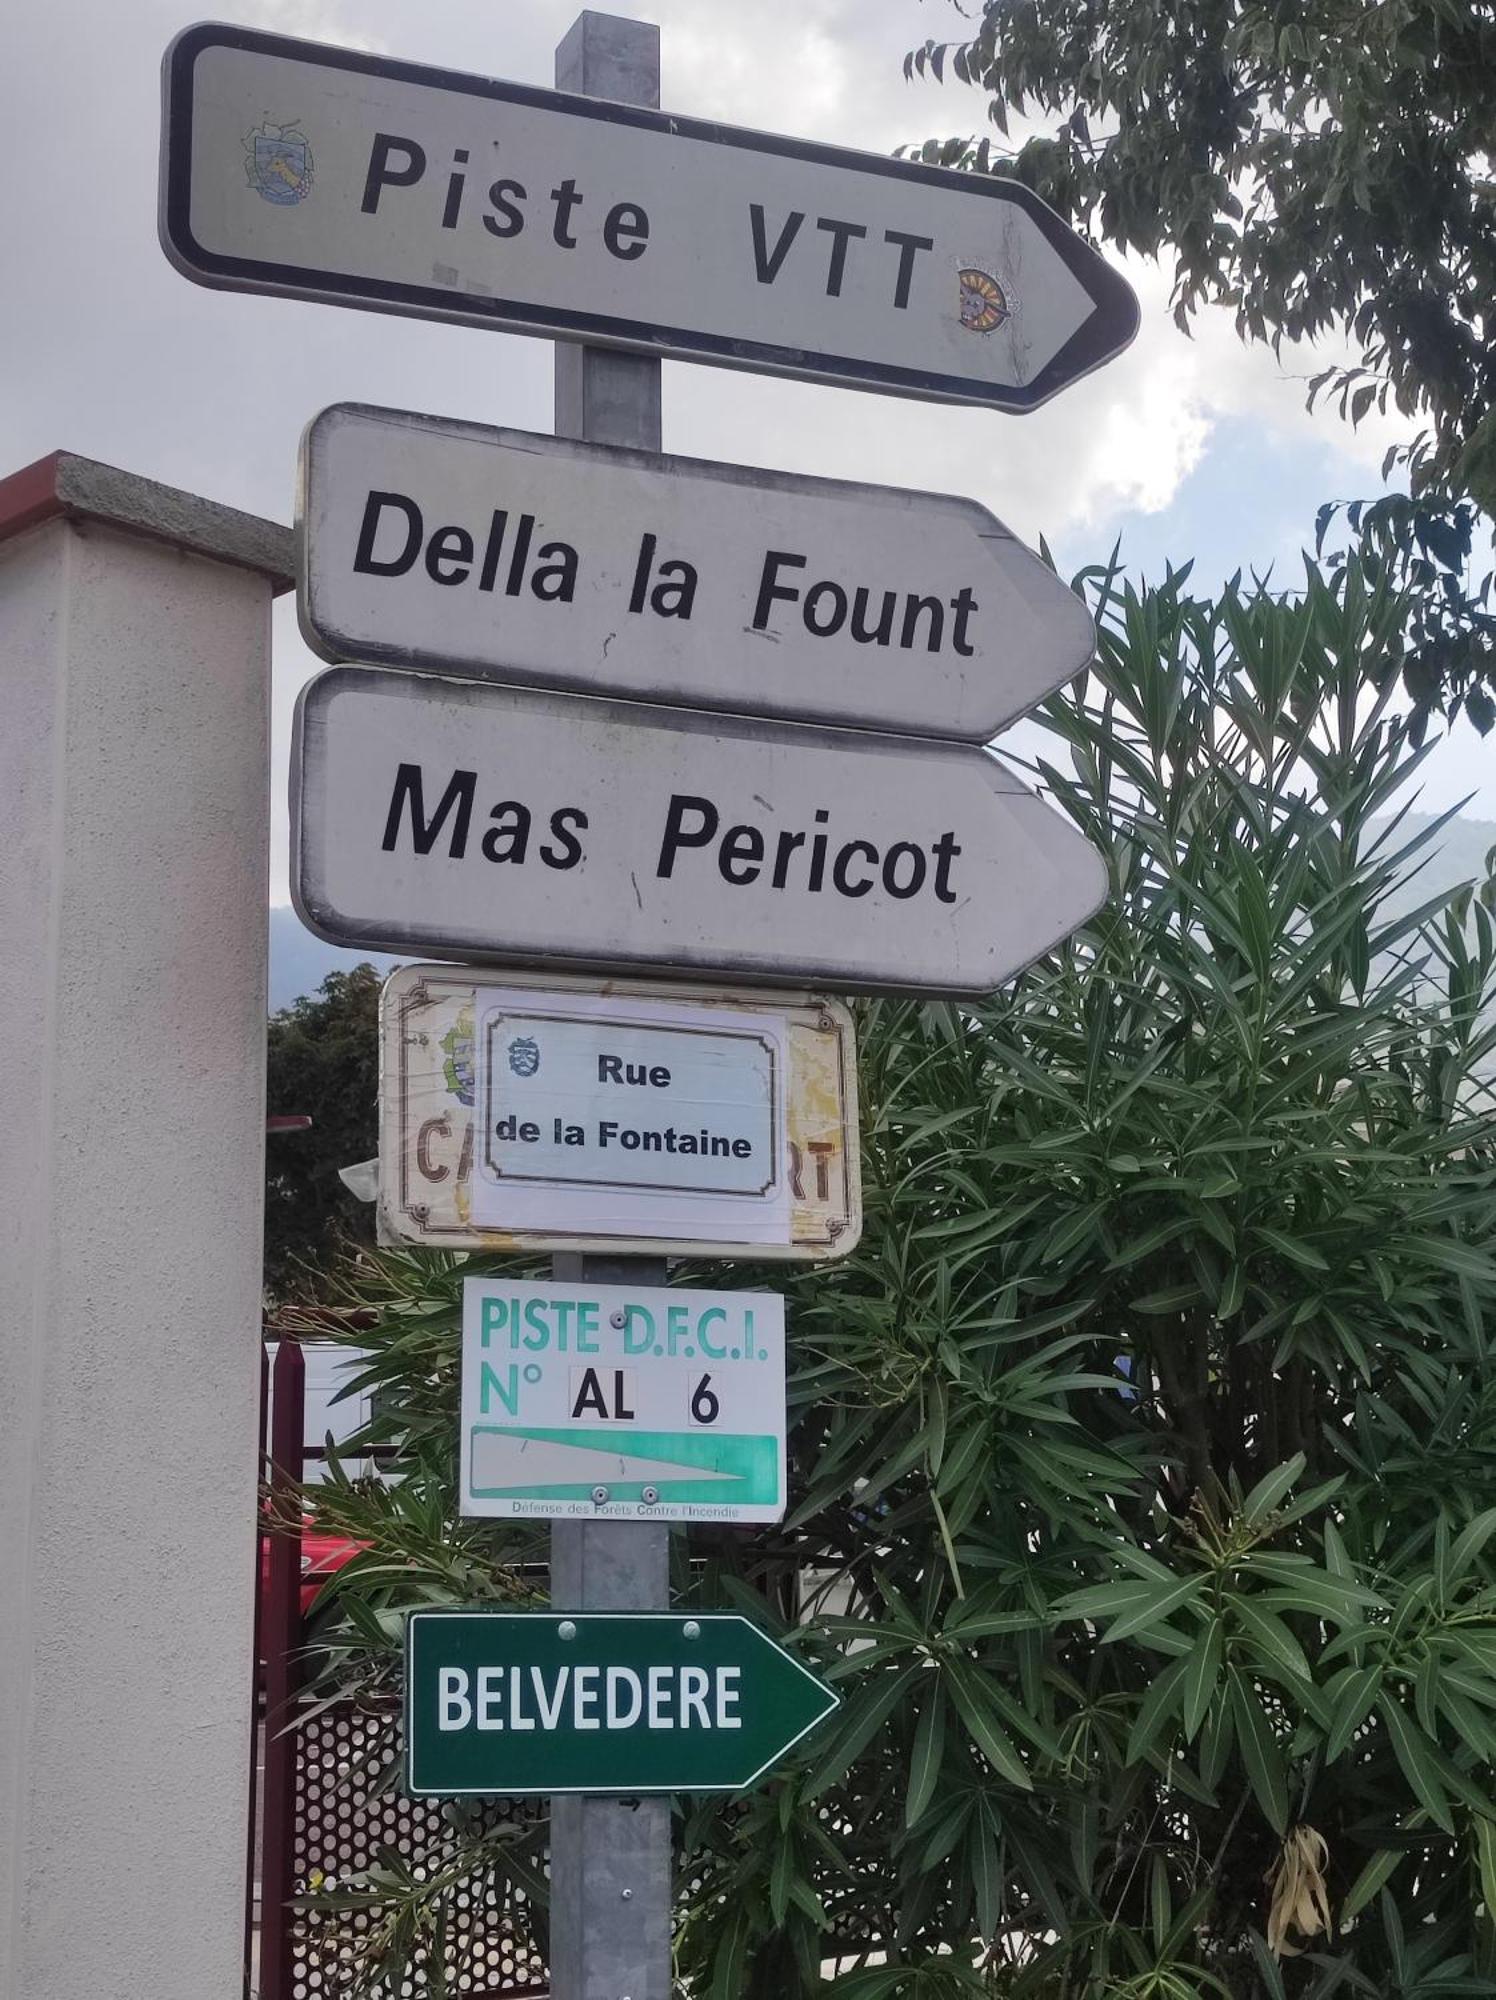 Piste VTT
Della la Fount
Mas Pericot
Rue
de la Fontaine
PISTE D.F.C.I.
N° AL 6
Défense des Forêts Contre l'Incendie
BELVEDERE